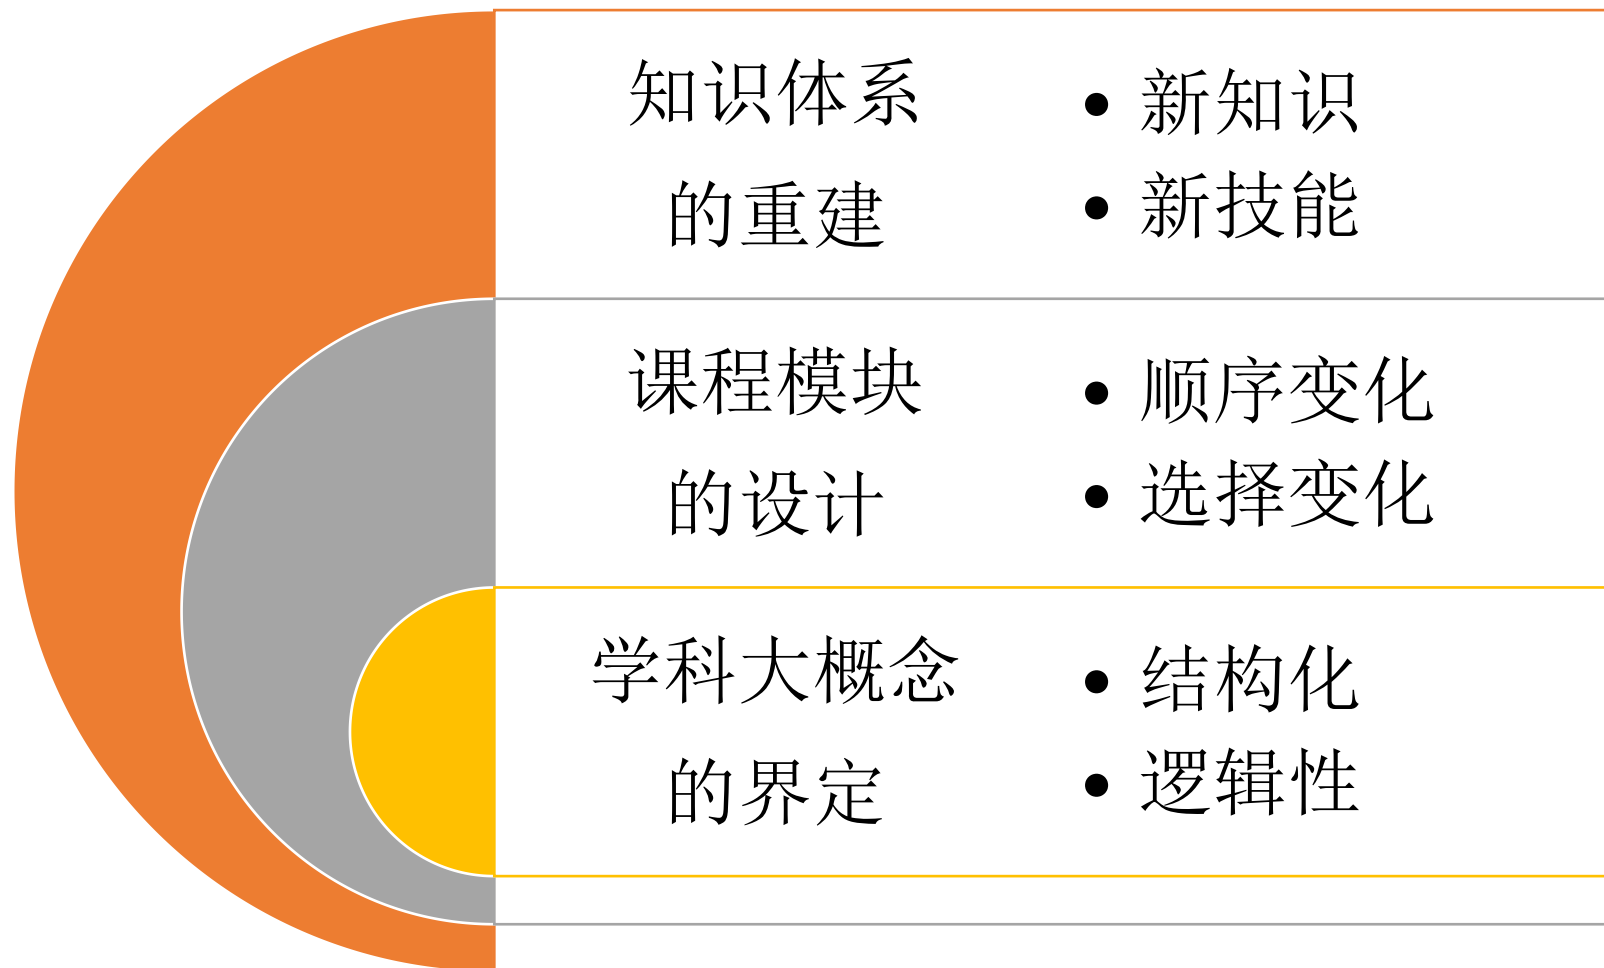 知识体系
的重建
• 新知识
• 新技能
课程模块
的设计
• 顺序变化
• 选择变化
学科大概念
的界定
• 结构化
• 逻辑性